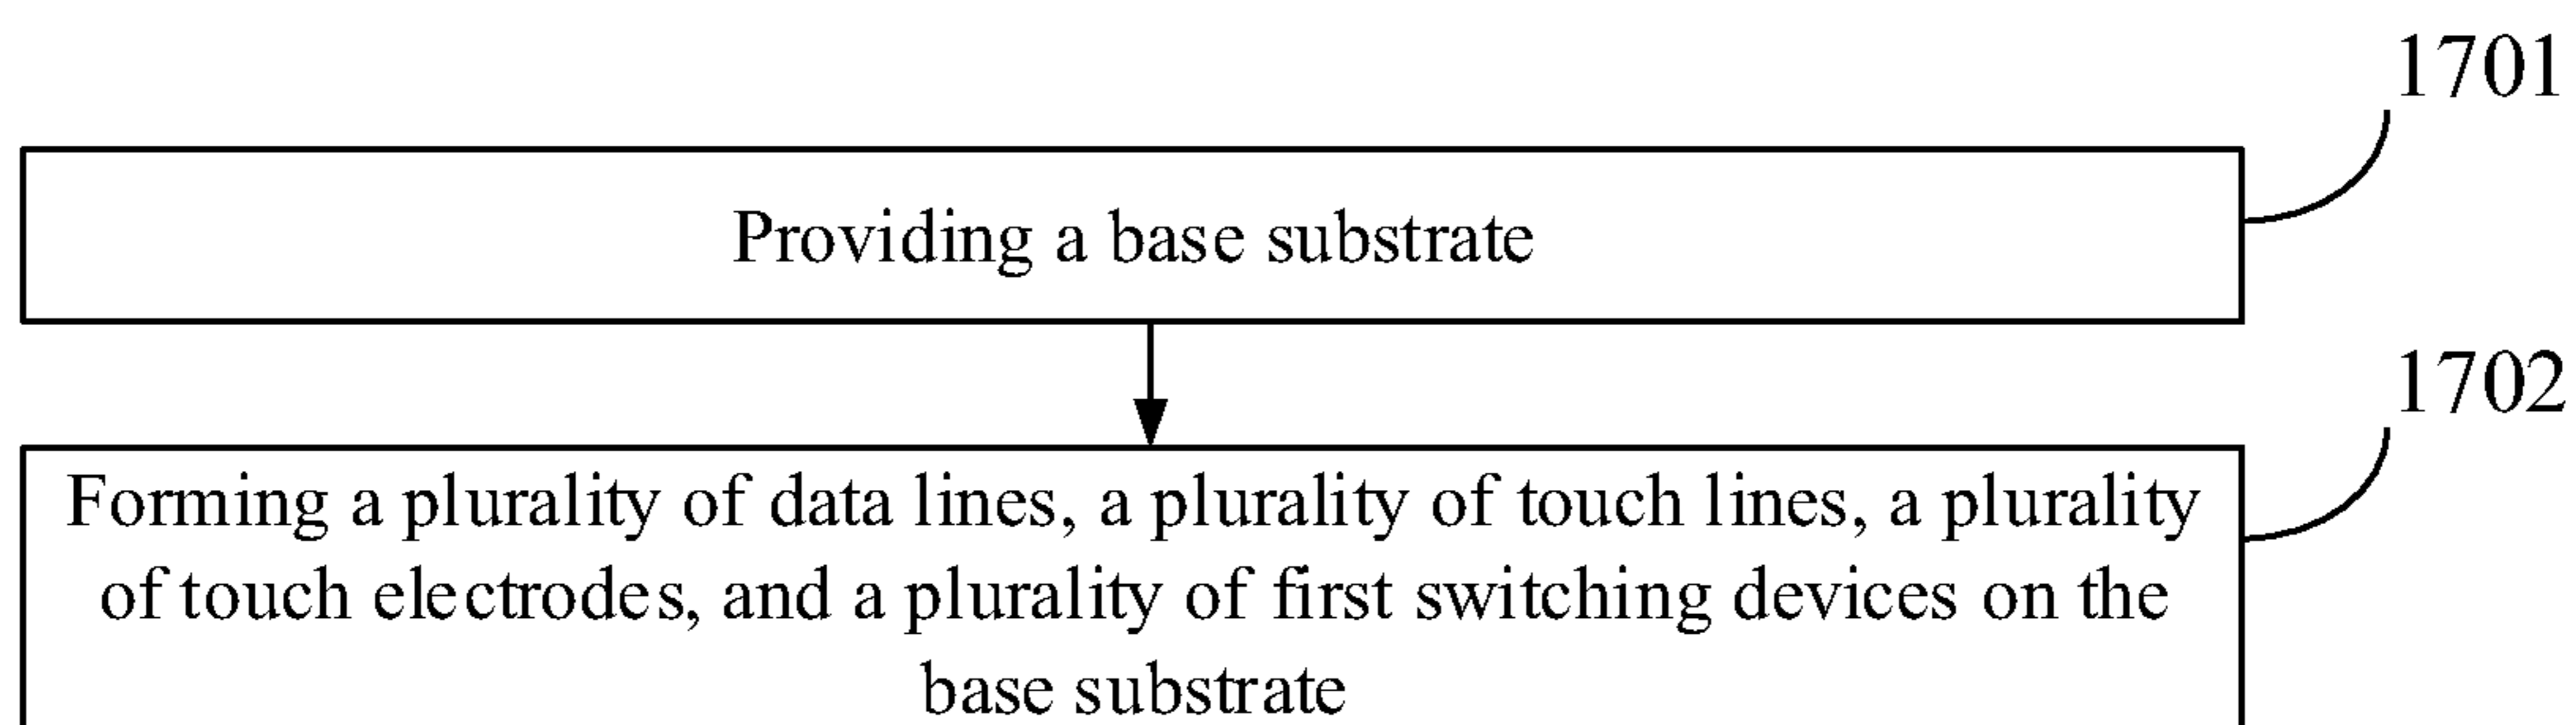 1701
Providing a base substrate
1702
Forming a plurality of data lines, a plurality of touch lines, a plurality
of touch electrodes, and a plurality of first switching devices on the
base substrate